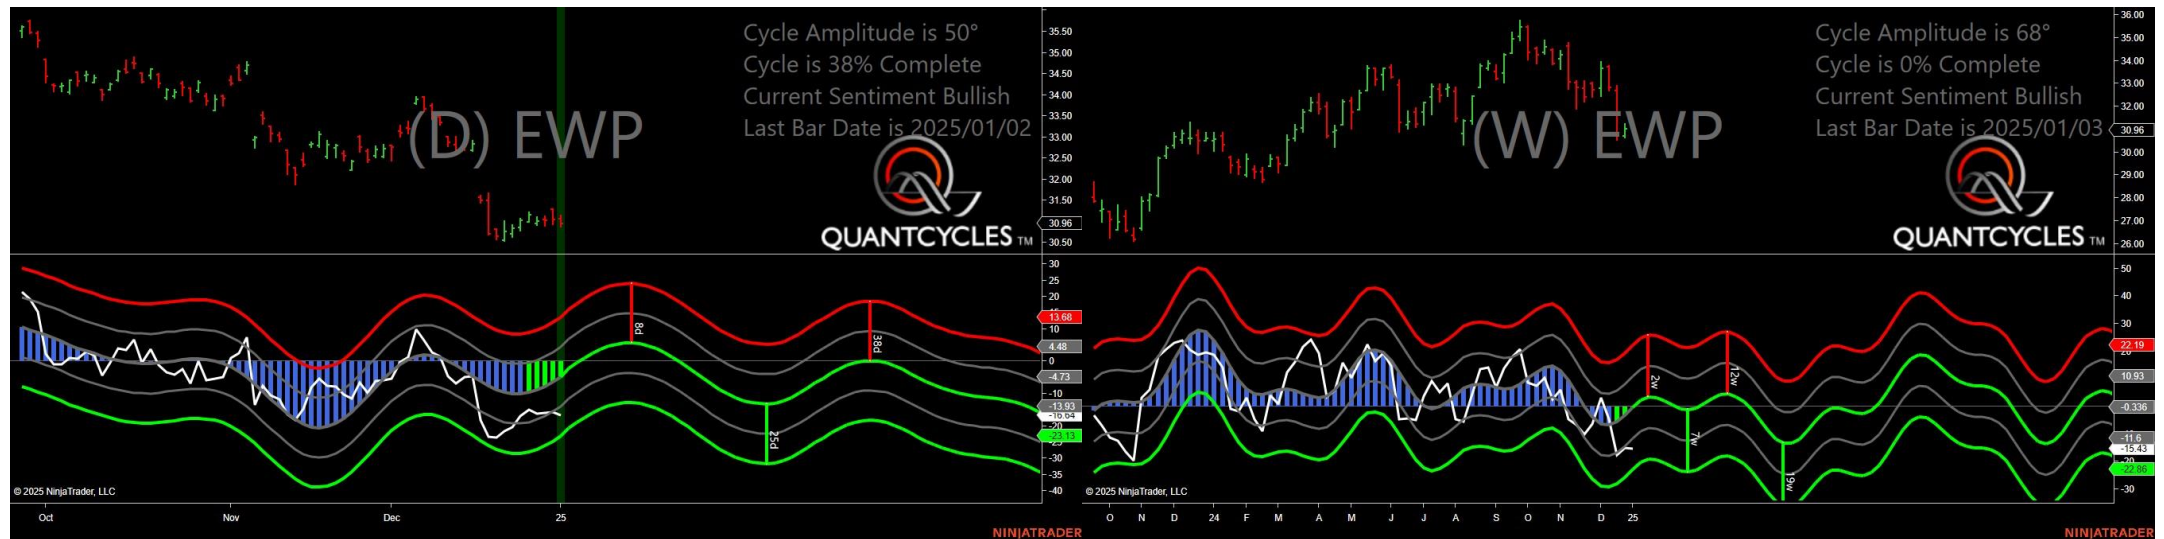 Cycle Amplitude is 50°
Cycle is 38% Complete
Current Sentiment Bullish
Last Bar Date is 2025/01/02
(D) EWP
QUANTCYCLES TM
35.50
35.00
34.50
34.00
33.50
33.00
32.50
32.00
31.50
30.96
30.50
30
25
20
13.68
10
4.48
0
-4.73
-10
-13.93
-16.64
-20
-23.13
-30
-35
-40
8d
38d
25d
© 2025 NinjaTrader, LLC
Oct Nov Dec 25
NINJATRADER
Cycle Amplitude is 68°
Cycle is 0% Complete
Current Sentiment Bullish
Last Bar Date is 2025/01/03
(W) EWP
QUANTCYCLES TM
36.00
35.00
34.00
33.00
32.00
30.96
30.00
29.00
28.00
27.00
26.00
50
40
30
22.19
20
10.93
-0.336
-11.6
-15.43
-20
-22.86
-30
2w
12w
7w
19w
© 2025 NinjaTrader, LLC
O N D 24 F M A M J J A S O N D 25
NINJATRADER